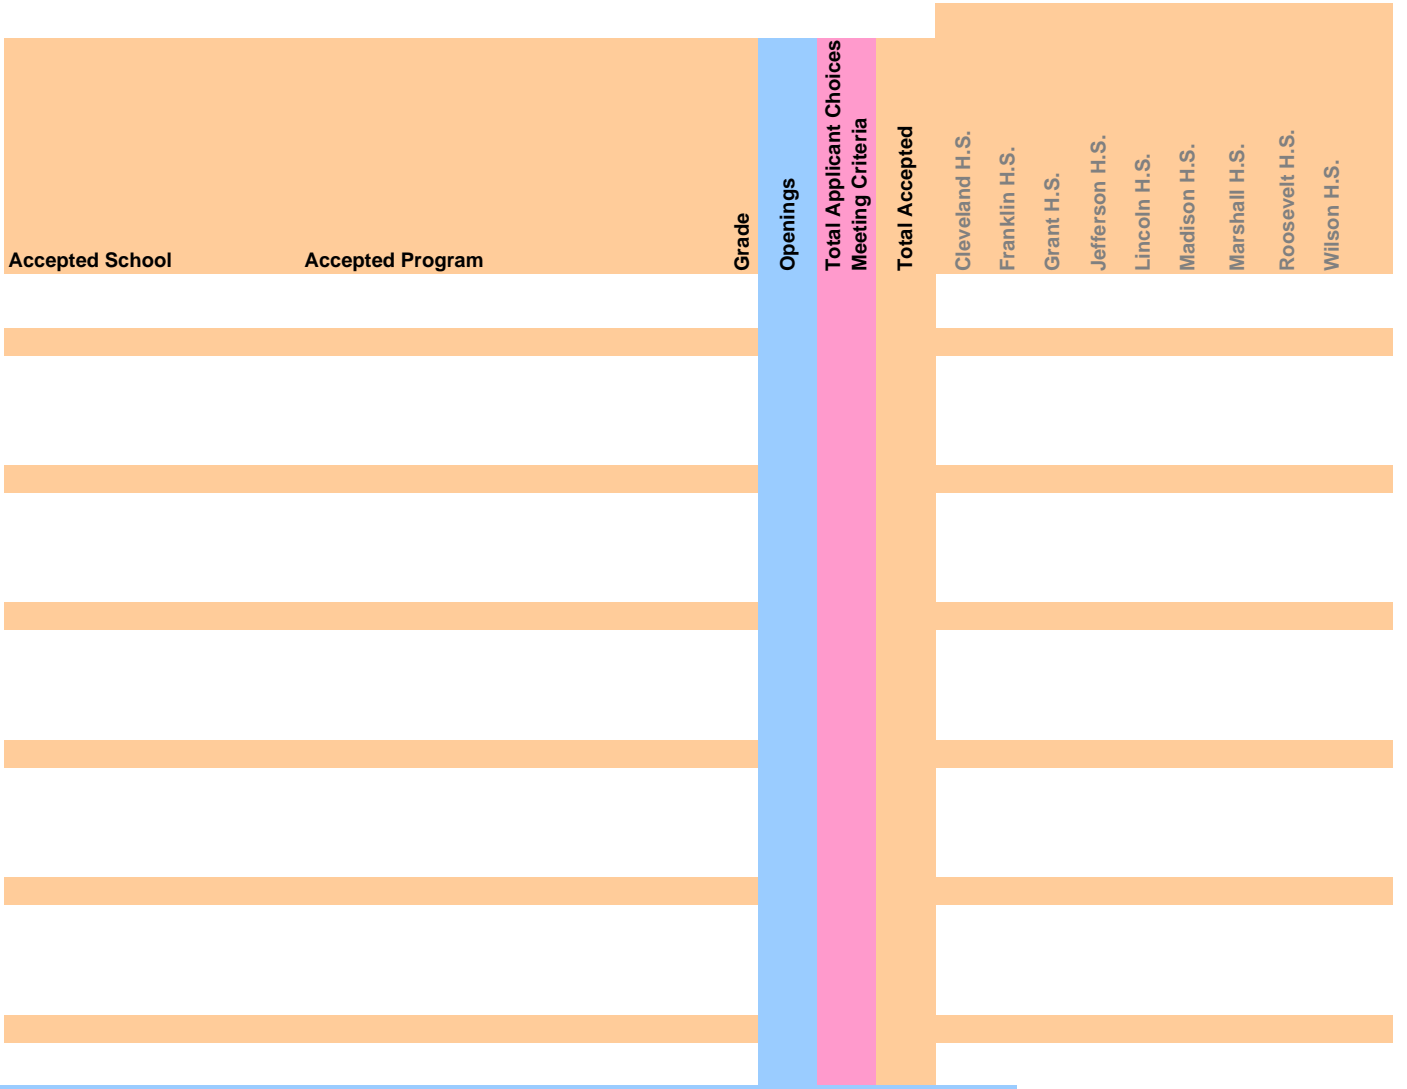 Accepted School
Accepted Program
Grade
Openings
Total Applicant Choices
Meeting Criteria
Total Accepted
Cleveland H.S.
Franklin H.S.
Grant H.S.
Jefferson H.S.
Lincoln H.S.
Madison H.S.
Marshall H.S.
Roosevelt H.S.
Wilson H.S.